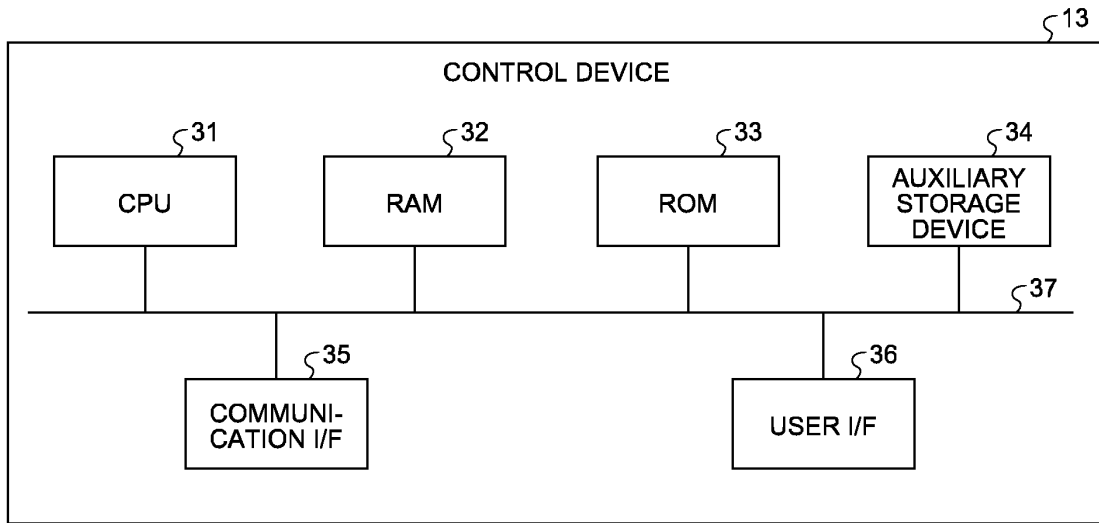 13
CONTROL DEVICE
31
32
33
34
CPU
RAM
ROM
AUXILIARY
STORAGE
DEVICE
37
35
36
COMMUNI-
CATION I/F
USER I/F